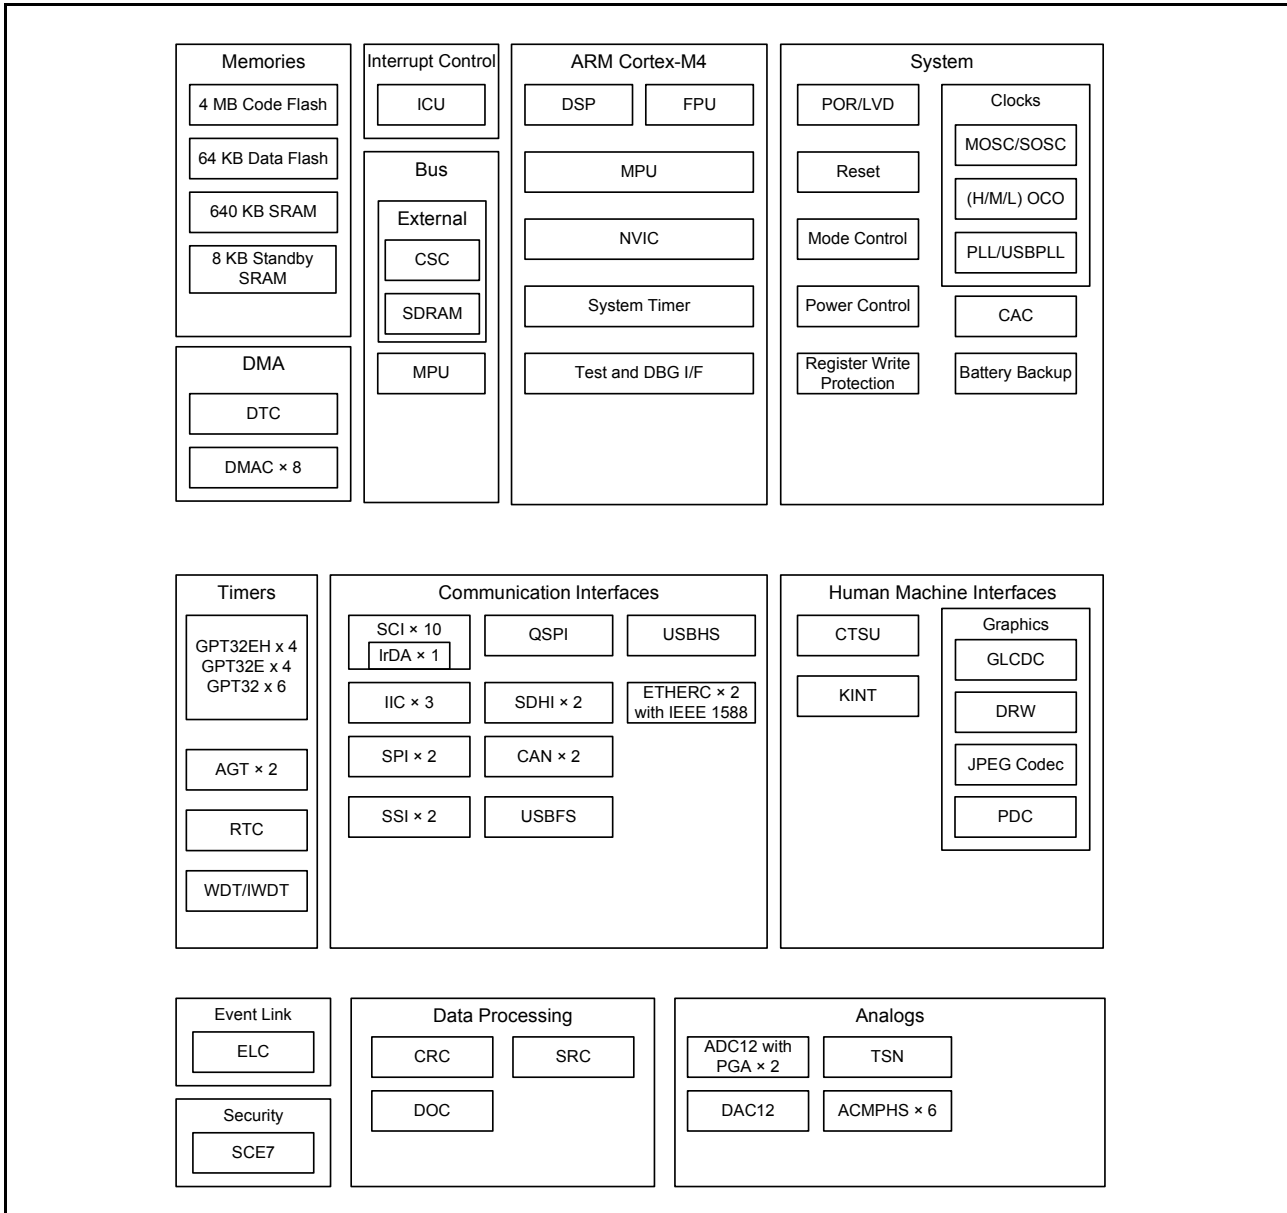 Memories
4 MB Code Flash
64 KB Data Flash
640 KB SRAM
8 KB Standby
SRAM
DMA
DTC
DMAC × 8
Interrupt Control
ICU
Bus
External
CSC
SDRAM
MPU
ARM Cortex-M4
DSP
FPU
MPU
NVIC
System Timer
Test and DBG I/F
System
POR/LVD
Reset
Mode Control
Power Control
Register Write
Protection
Clocks
MOSC/SOSC
(H/M/L) OCO
PLL/USBPLL
CAC
Battery Backup
Timers
GPT32EH x 4
GPT32E x 4
GPT32 x 6
AGT × 2
RTC
WDT/IWDT
Communication Interfaces
SCI × 10
IrDA × 1
IIC × 3
SPI × 2
SSI × 2
QSPI
SDHI × 2
CAN × 2
USBFS
USBHS
ETHERC × 2
with IEEE 1588
Human Machine Interfaces
CTSU
KINT
Graphics
GLCDC
DRW
JPEG Codec
PDC
Event Link
ELC
Security
SCE7
Data Processing
CRC
SRC
DOC
Analogs
ADC12 with
PGA × 2
TSN
DAC12
ACMPHS × 6